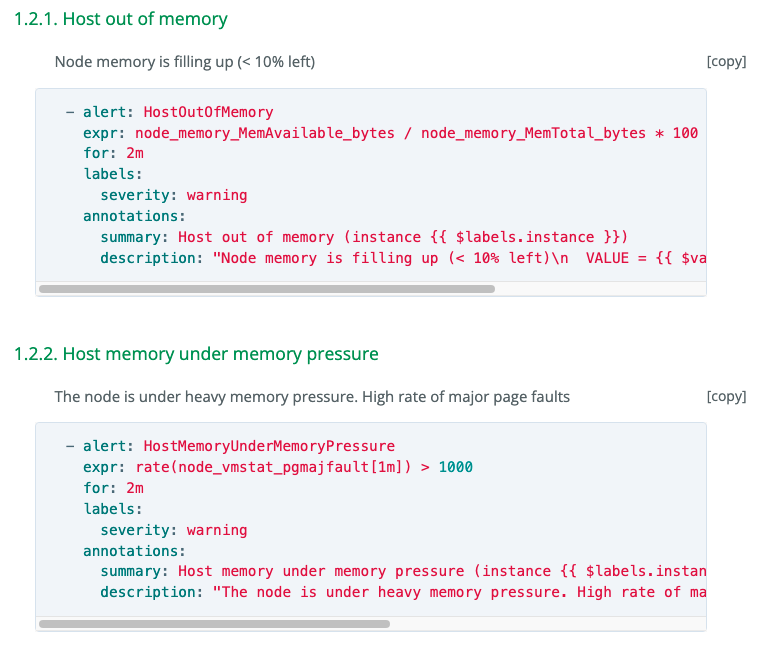 1.2.1. Host out of memory
Node memory is filling up (< 10% left) [copy]
- alert: HostOutOfMemory
expr: node_memory_MemAvailable_bytes / node_memory_MemTotal_bytes * 100
for: 2m
labels:
severity: warning
annotations:
summary: Host out of memory (instance {{ $labels.instance }})
description: "Node memory is filling up (< 10% left)\n  VALUE = {{ $va
1.2.2. Host memory under memory pressure
The node is under heavy memory pressure. High rate of major page faults [copy]
- alert: HostMemoryUnderMemoryPressure
expr: rate(node_vmstat_pgmajfault[1m]) > 1000
for: 2m
labels:
severity: warning
annotations:
summary: Host memory under memory pressure (instance {{ $labels.instan
description: "The node is under heavy memory pressure. High rate of ma